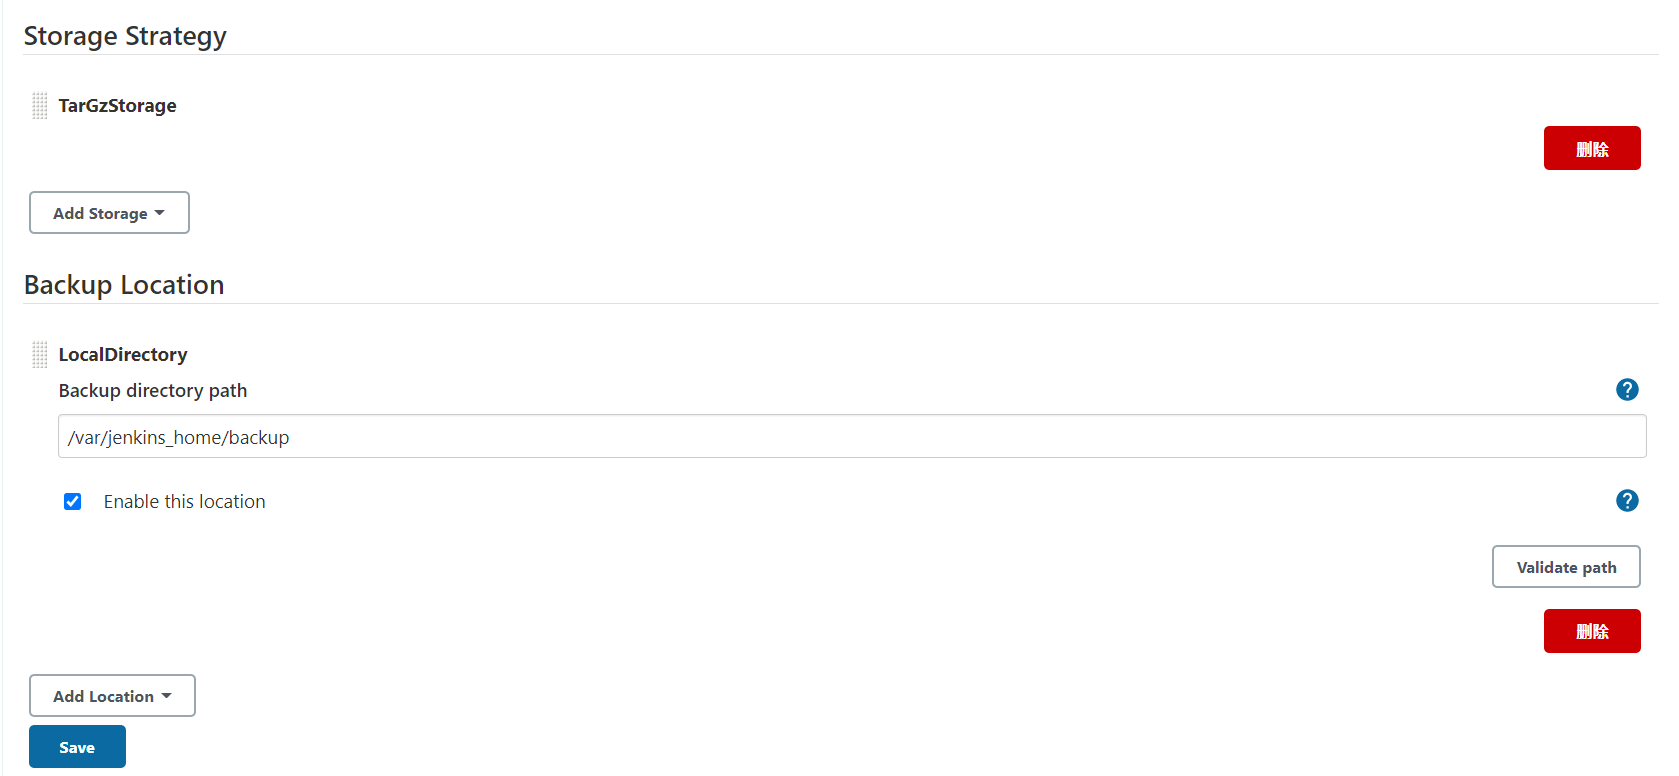 Storage Strategy
TarGzStorage
删除
Add Storage
Backup Location
LocalDirectory
Backup directory path
?
/var/jenkins_home/backup
Enable this location
?
Validate path
删除
Add Location
Save